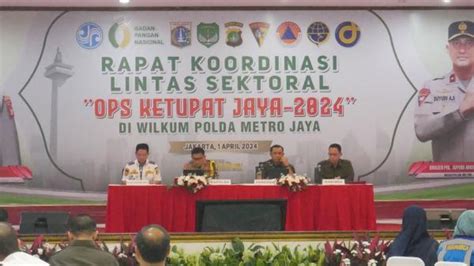 BADAN
PANGAN
NASIONAL
RAPAT KOORDINASI
LINTAS SEKTORAL
"OPS KETUPAT JAYA-2024"
DI WILKUM POLDA METRO JAYA
JAKARTA, 1 APRIL 2024